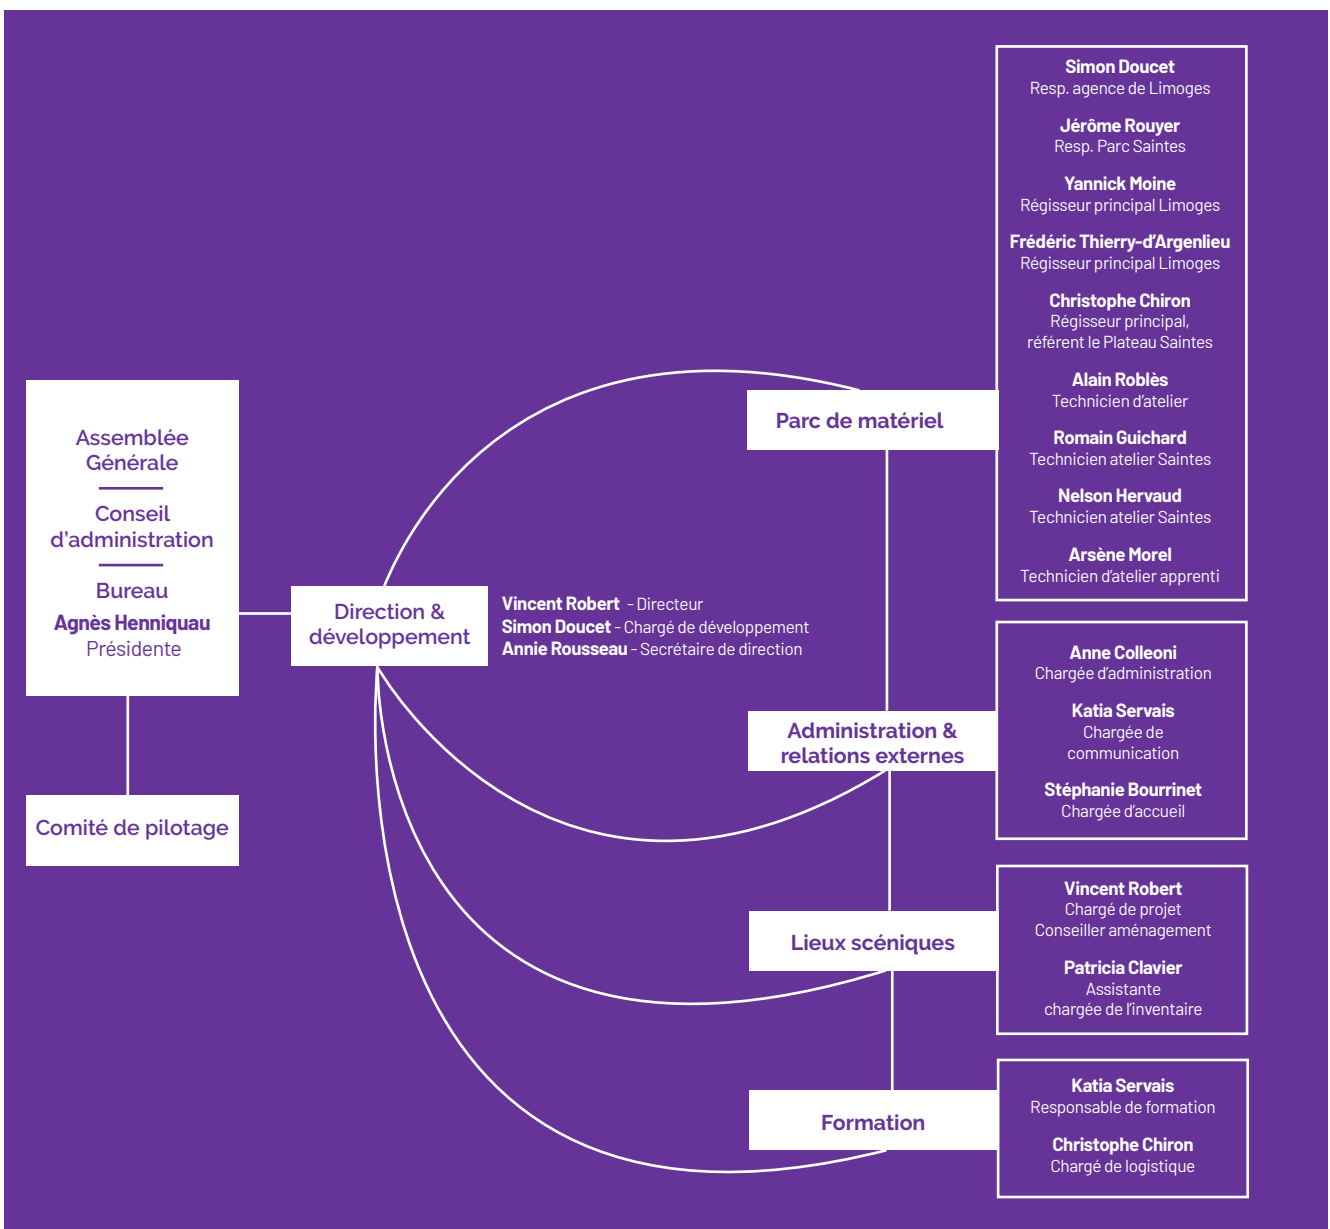 Assemblée
Générale
Conseil
d'administration
Bureau
Agnès Henniquau
Présidente
Comité de pilotage
Direction &
développement
Vincent Robert - Directeur
Simon Doucet - Chargé de développement
Annie Rousseau - Secrétaire de direction
Parc de matériel
Simon Doucet
Resp. agence de Limoges
Jérôme Rouyer
Resp. Parc Saintes
Yannick Moine
Régisseur principal Limoges
Frédéric Thierry-d'Argenlieu
Régisseur principal Limoges
Christophe Chiron
Régisseur principal,
référent le Plateau Saintes
Alain Roblès
Technicien d'atelier
Romain Guichard
Technicien atelier Saintes
Nelson Hervaud
Technicien atelier Saintes
Arsène Morel
Technicien d'atelier apprenti
Administration &
relations externes
Anne Colleoni
Chargée d'administration
Katia Servais
Chargée de
communication
Stéphanie Bourrinet
Chargée d'accueil
Lieux scéniques
Vincent Robert
Chargé de projet
Conseiller aménagement
Patricia Clavier
Assistante
chargée de l'inventaire
Formation
Katia Servais
Responsable de formation
Christophe Chiron
Chargé de logistique